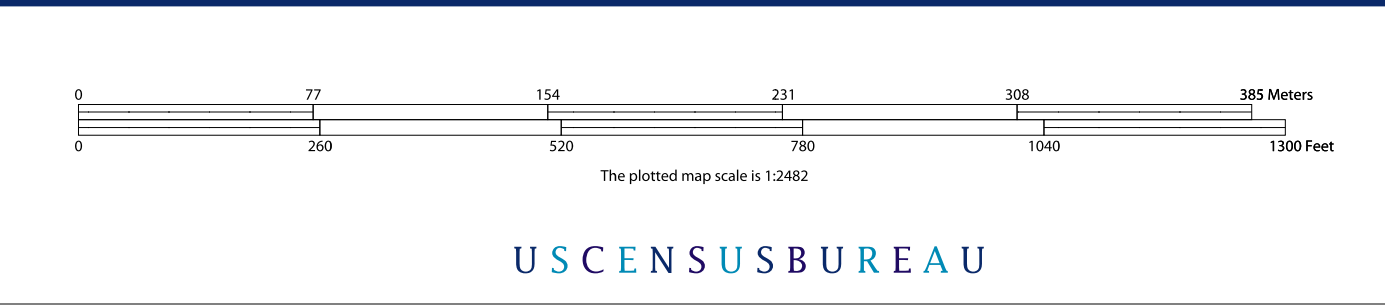 0 77 154 231 308 385 Meters
0 260 520 780 1040 1300 Feet
The plotted map scale is 1:2482
USCENSUSBUREAU